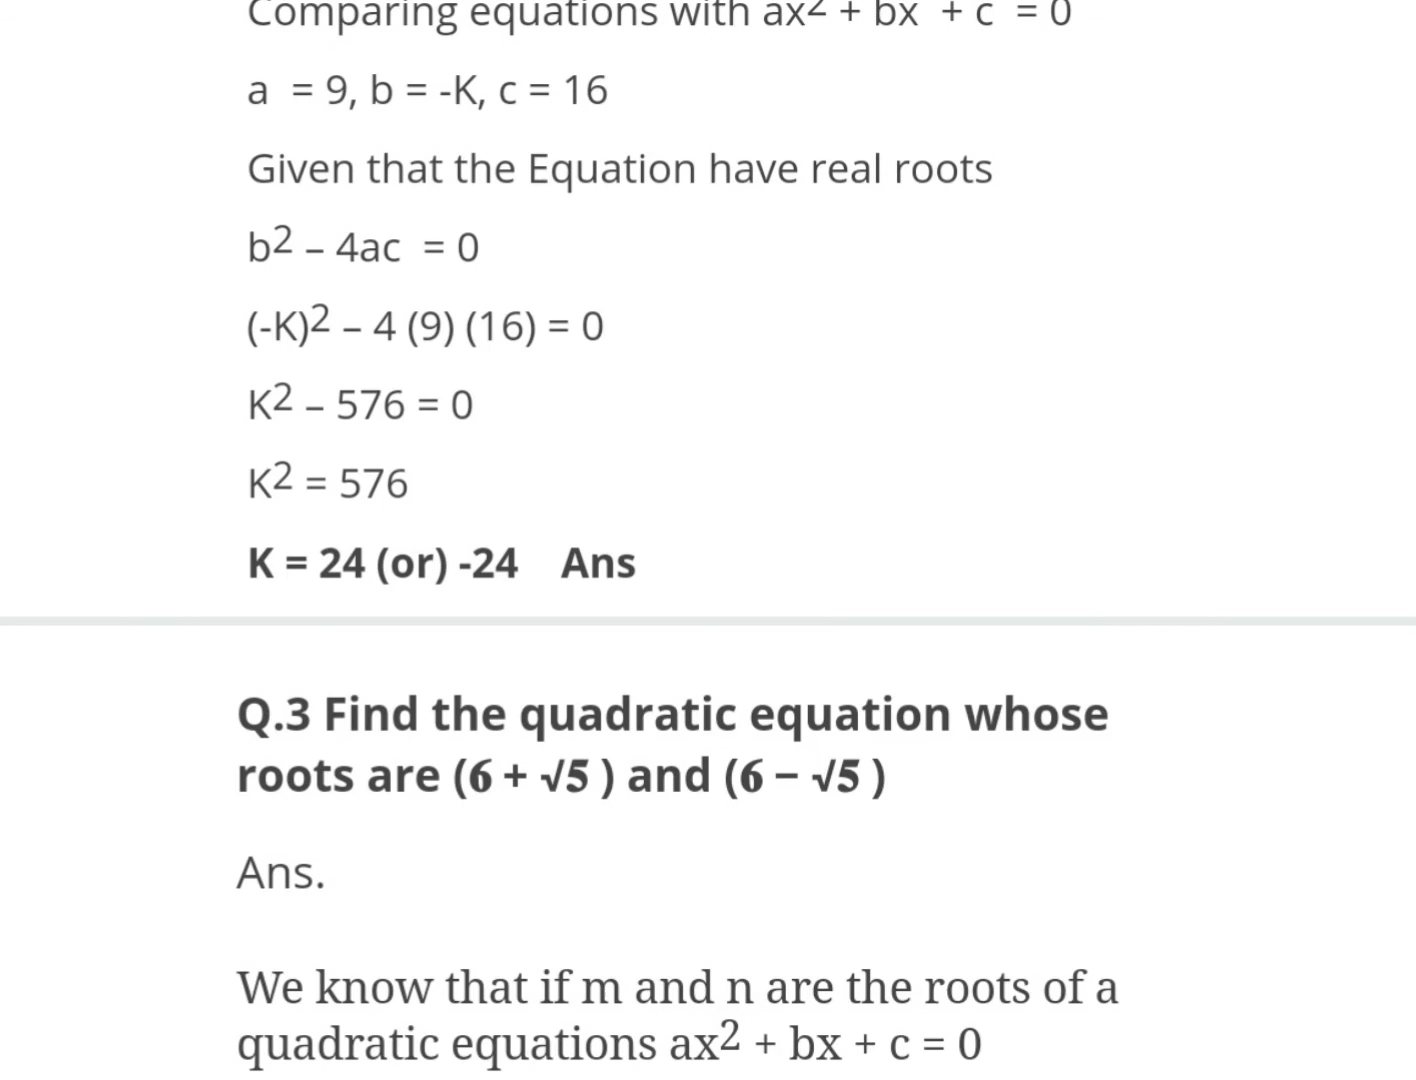 Comparing equations with ax² + bx + c = 0
a = 9, b = -K, c = 16
Given that the Equation have real roots
b² – 4ac = 0
(-K)² – 4 (9) (16) = 0
K² – 576 = 0
K² = 576
K = 24 (or) -24 Ans
Q.3 Find the quadratic equation whose
roots are (6 + √5 ) and (6 − √5 )
Ans.
We know that if m and n are the roots of a
quadratic equations ax² + bx + c = 0